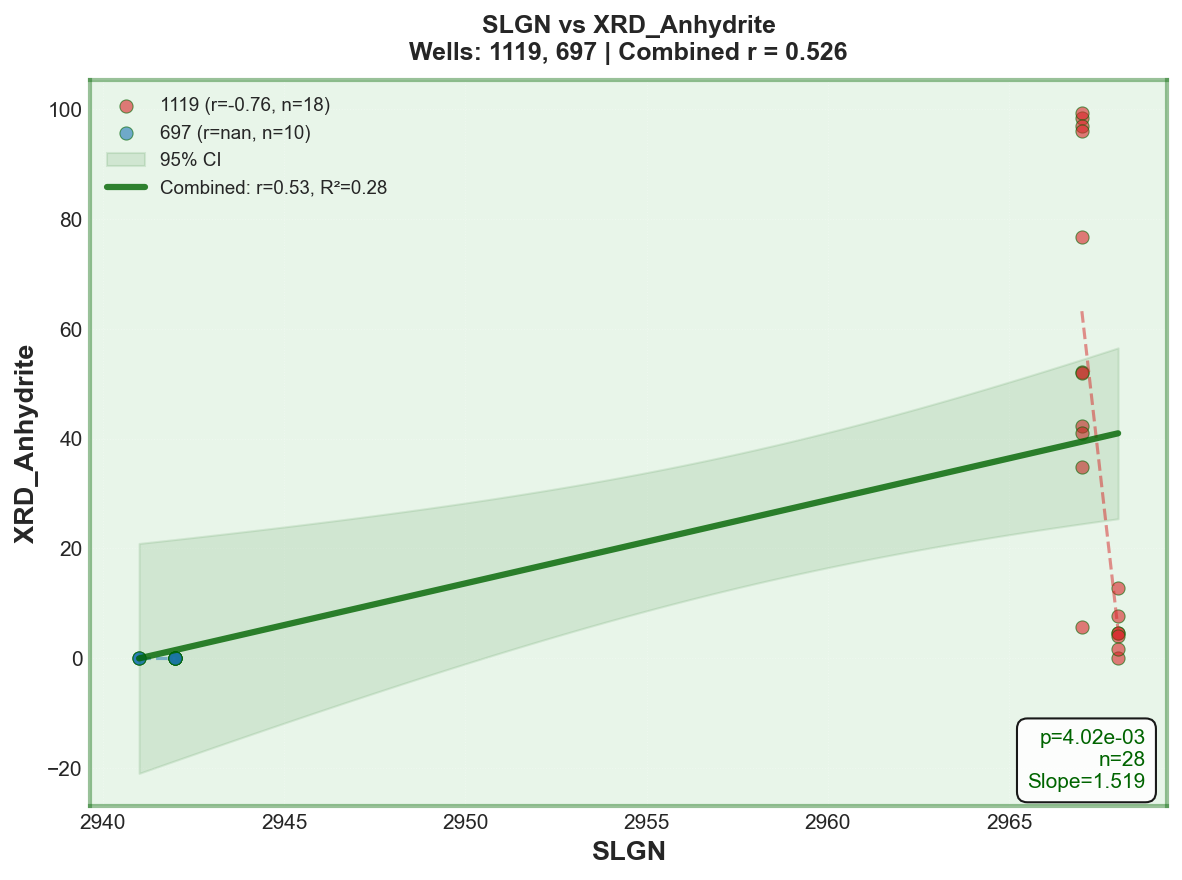 SLGN vs XRD_Anhydrite
Wells: 1119, 697 | Combined r = 0.526
1119 (r=-0.76, n=18)
697 (r=nan, n=10)
95% CI
Combined: r=0.53, R²=0.28
XRD_Anhydrite
100
80
60
40
20
0
−20
p=4.02e-03
n=28
Slope=1.519
2940 2945 2950 2955 2960 2965
SLGN